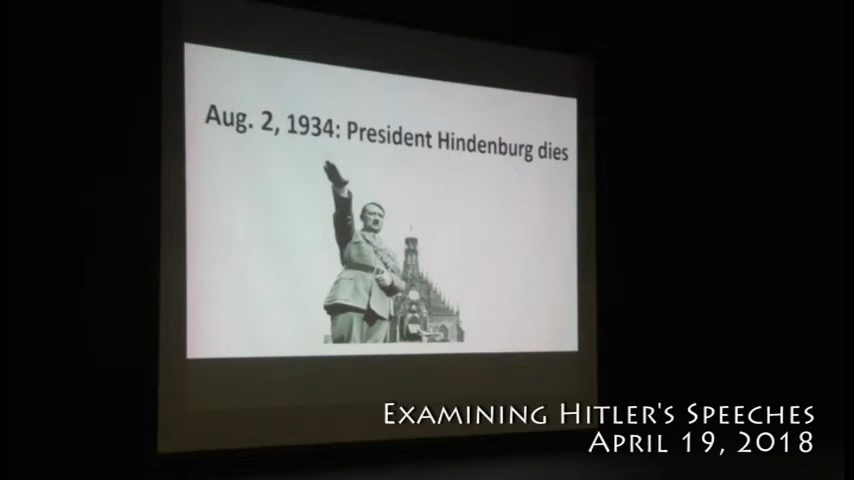 Aug. 2, 1934: President Hindenburg dies
Examining Hitler's Speeches
April 19, 2018